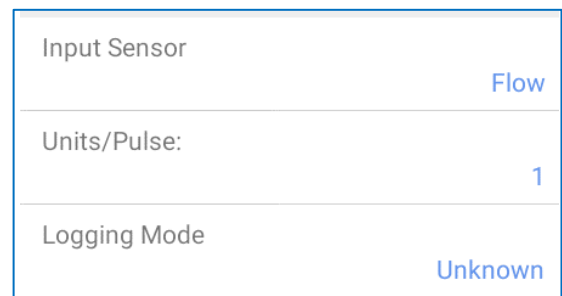 Input Sensor
Flow
Units/Pulse:
1
Logging Mode
Unknown